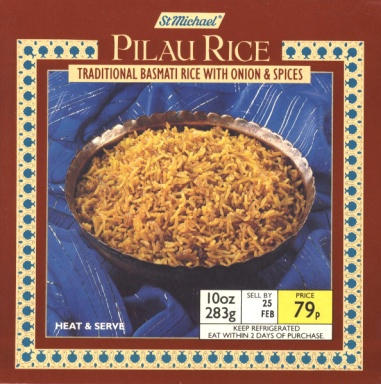 St Michael®
PILAU RICE
TRADITIONAL BASMATI RICE WITH ONION & SPICES
10oz
283g
SELL BY
25
FEB
PRICE
79p
HEAT & SERVE
KEEP REFRIGERATED
EAT WITHIN 2 DAYS OF PURCHASE.